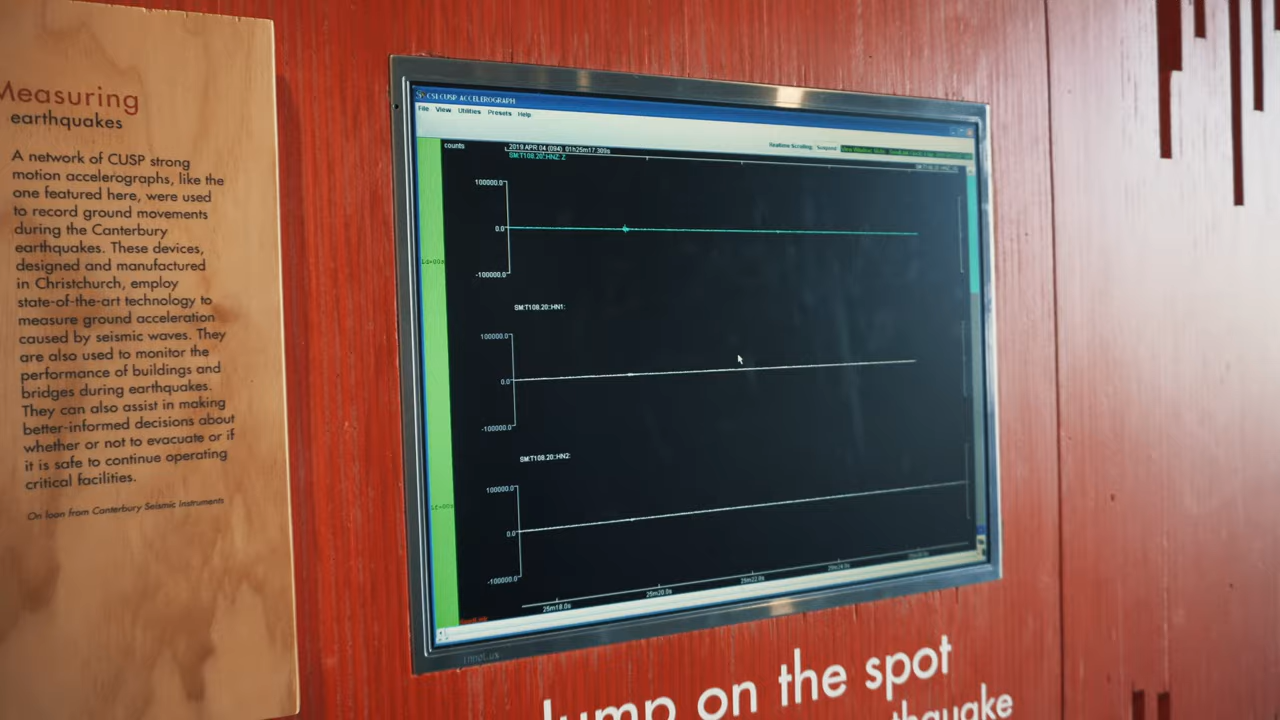 Measuring
earthquakes
A network of CUSP strong
motion accelerographs, like the
one featured here, were used
to record ground movements
during the Canterbury
earthquakes. These devices,
designed and manufactured
in Christchurch, employ
state-of-the-art technology to
measure ground acceleration
caused by seismic waves. They
are also used to monitor the
performance of buildings and
bridges during earthquakes.
They can also assist in making
better-informed decisions about
whether or not to evacuate or if
it is safe to continue operating
critical facilities.
On loan from Canterbury Seismic Instruments
CSI CUSP ACCELEROGRAPH
File View Utilities Presets Help
counts
2019 APR 04 (094) 01h25m17.309s
Realtime Scrolling: Suspend
SM:T108.20::HNZ: Z
100000.0
0.0
-100000.0
SM:T108.20::HN1:
100000.0
0.0
-100000.0
SM:T108.20::HN2:
100000.0
0.0
-100000.0
25m18.0s 25m20.0s 25m22.0s 25m24.0s
innolux
Jump on the spot